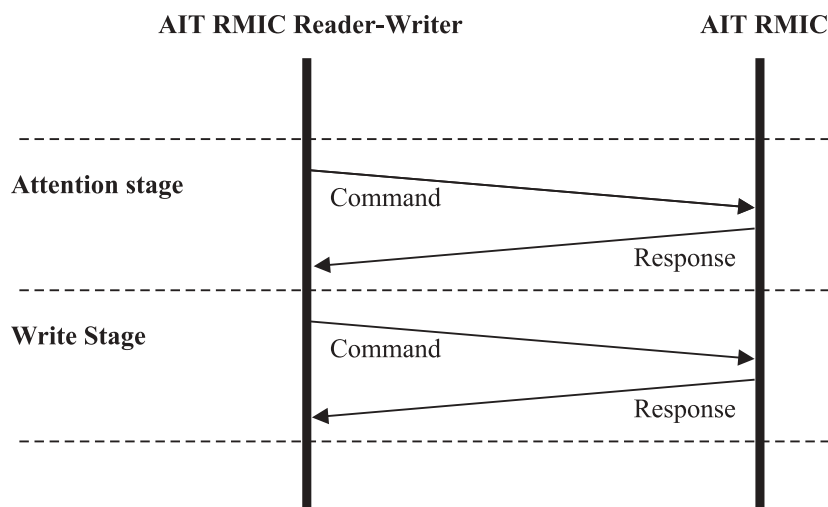 AIT RMIC Reader-Writer
AIT RMIC
Attention stage
Command
Response
Write Stage
Command
Response